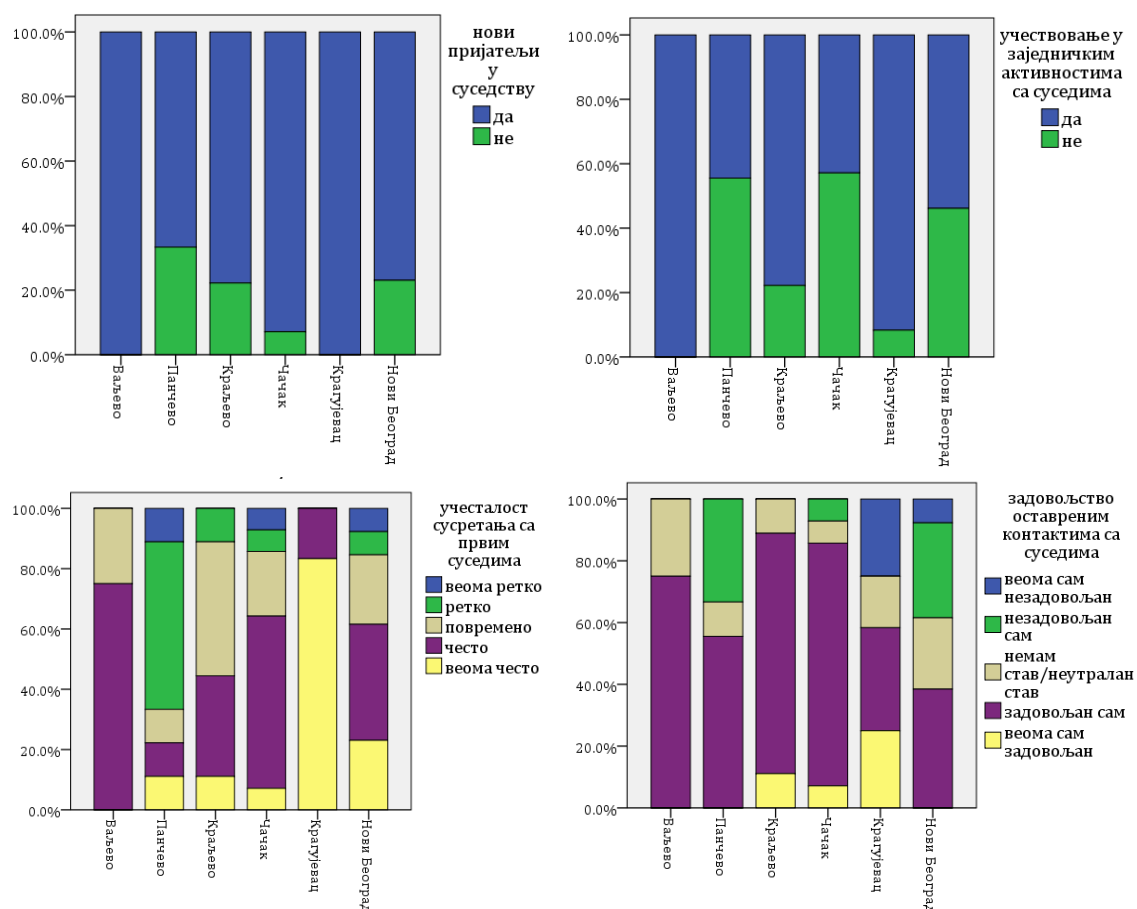 100.0%
80.0%
60.0%
40.0%
20.0%
0.0%
Ваљево
Панчево
Краљево
Чачак
Крагујевац
Нови Београд
нови
пријатељи
у
суседству
да
не
100.0%
80.0%
60.0%
40.0%
20.0%
0.0%
Ваљево
Панчево
Краљево
Чачак
Крагујевац
Нови Београд
учествовање у
заједничким
активностима
са суседима
да
не
100.0%
80.0%
60.0%
40.0%
20.0%
0.0%
Ваљево
Панчево
Краљево
Чачак
Крагујевац
Нови Београд
учесталост
сусретања са
првим
суседима
веома ретко
ретко
повремено
често
веома често
100.0%
80.0%
60.0%
40.0%
20.0%
0.0%
Ваљево
Панчево
Краљево
Чачак
Крагујевац
Нови Београд
задовољство
оствареним
контактима са
суседима
веома сам
незадовољан
незадовољан
сам
немам
став/неутралан
став
задовољан сам
веома сам
задовољан